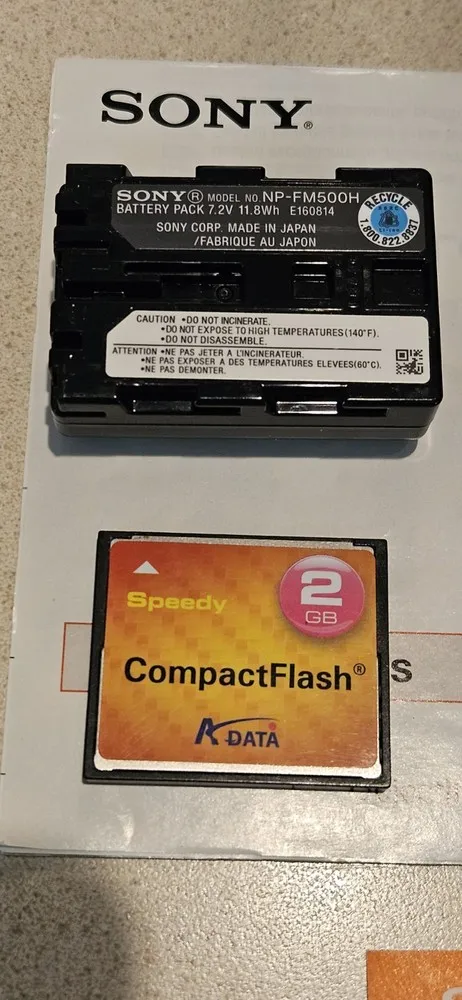 SONY®
SONY® MODEL NO. NP-FM500H
BATTERY PACK 7.2V 11.8Wh E160814
SONY CORP. MADE IN JAPAN
/FABRIQUE AU JAPON
RECYCLE
1.800.822.8837
CAUTION •DO NOT INCINERATE.
•DO NOT EXPOSE TO HIGH TEMPERATURES(140°F).
•DO NOT DISASSEMBLE.
ATTENTION •NE PAS JETER A L'INCINERATEUR.
•NE PAS EXPOSER A DES TEMPERATURES ELEVEES(60°C).
•NE PAS DEMONTER.
Speedy
2
GB
CompactFlash®
s
ADATA